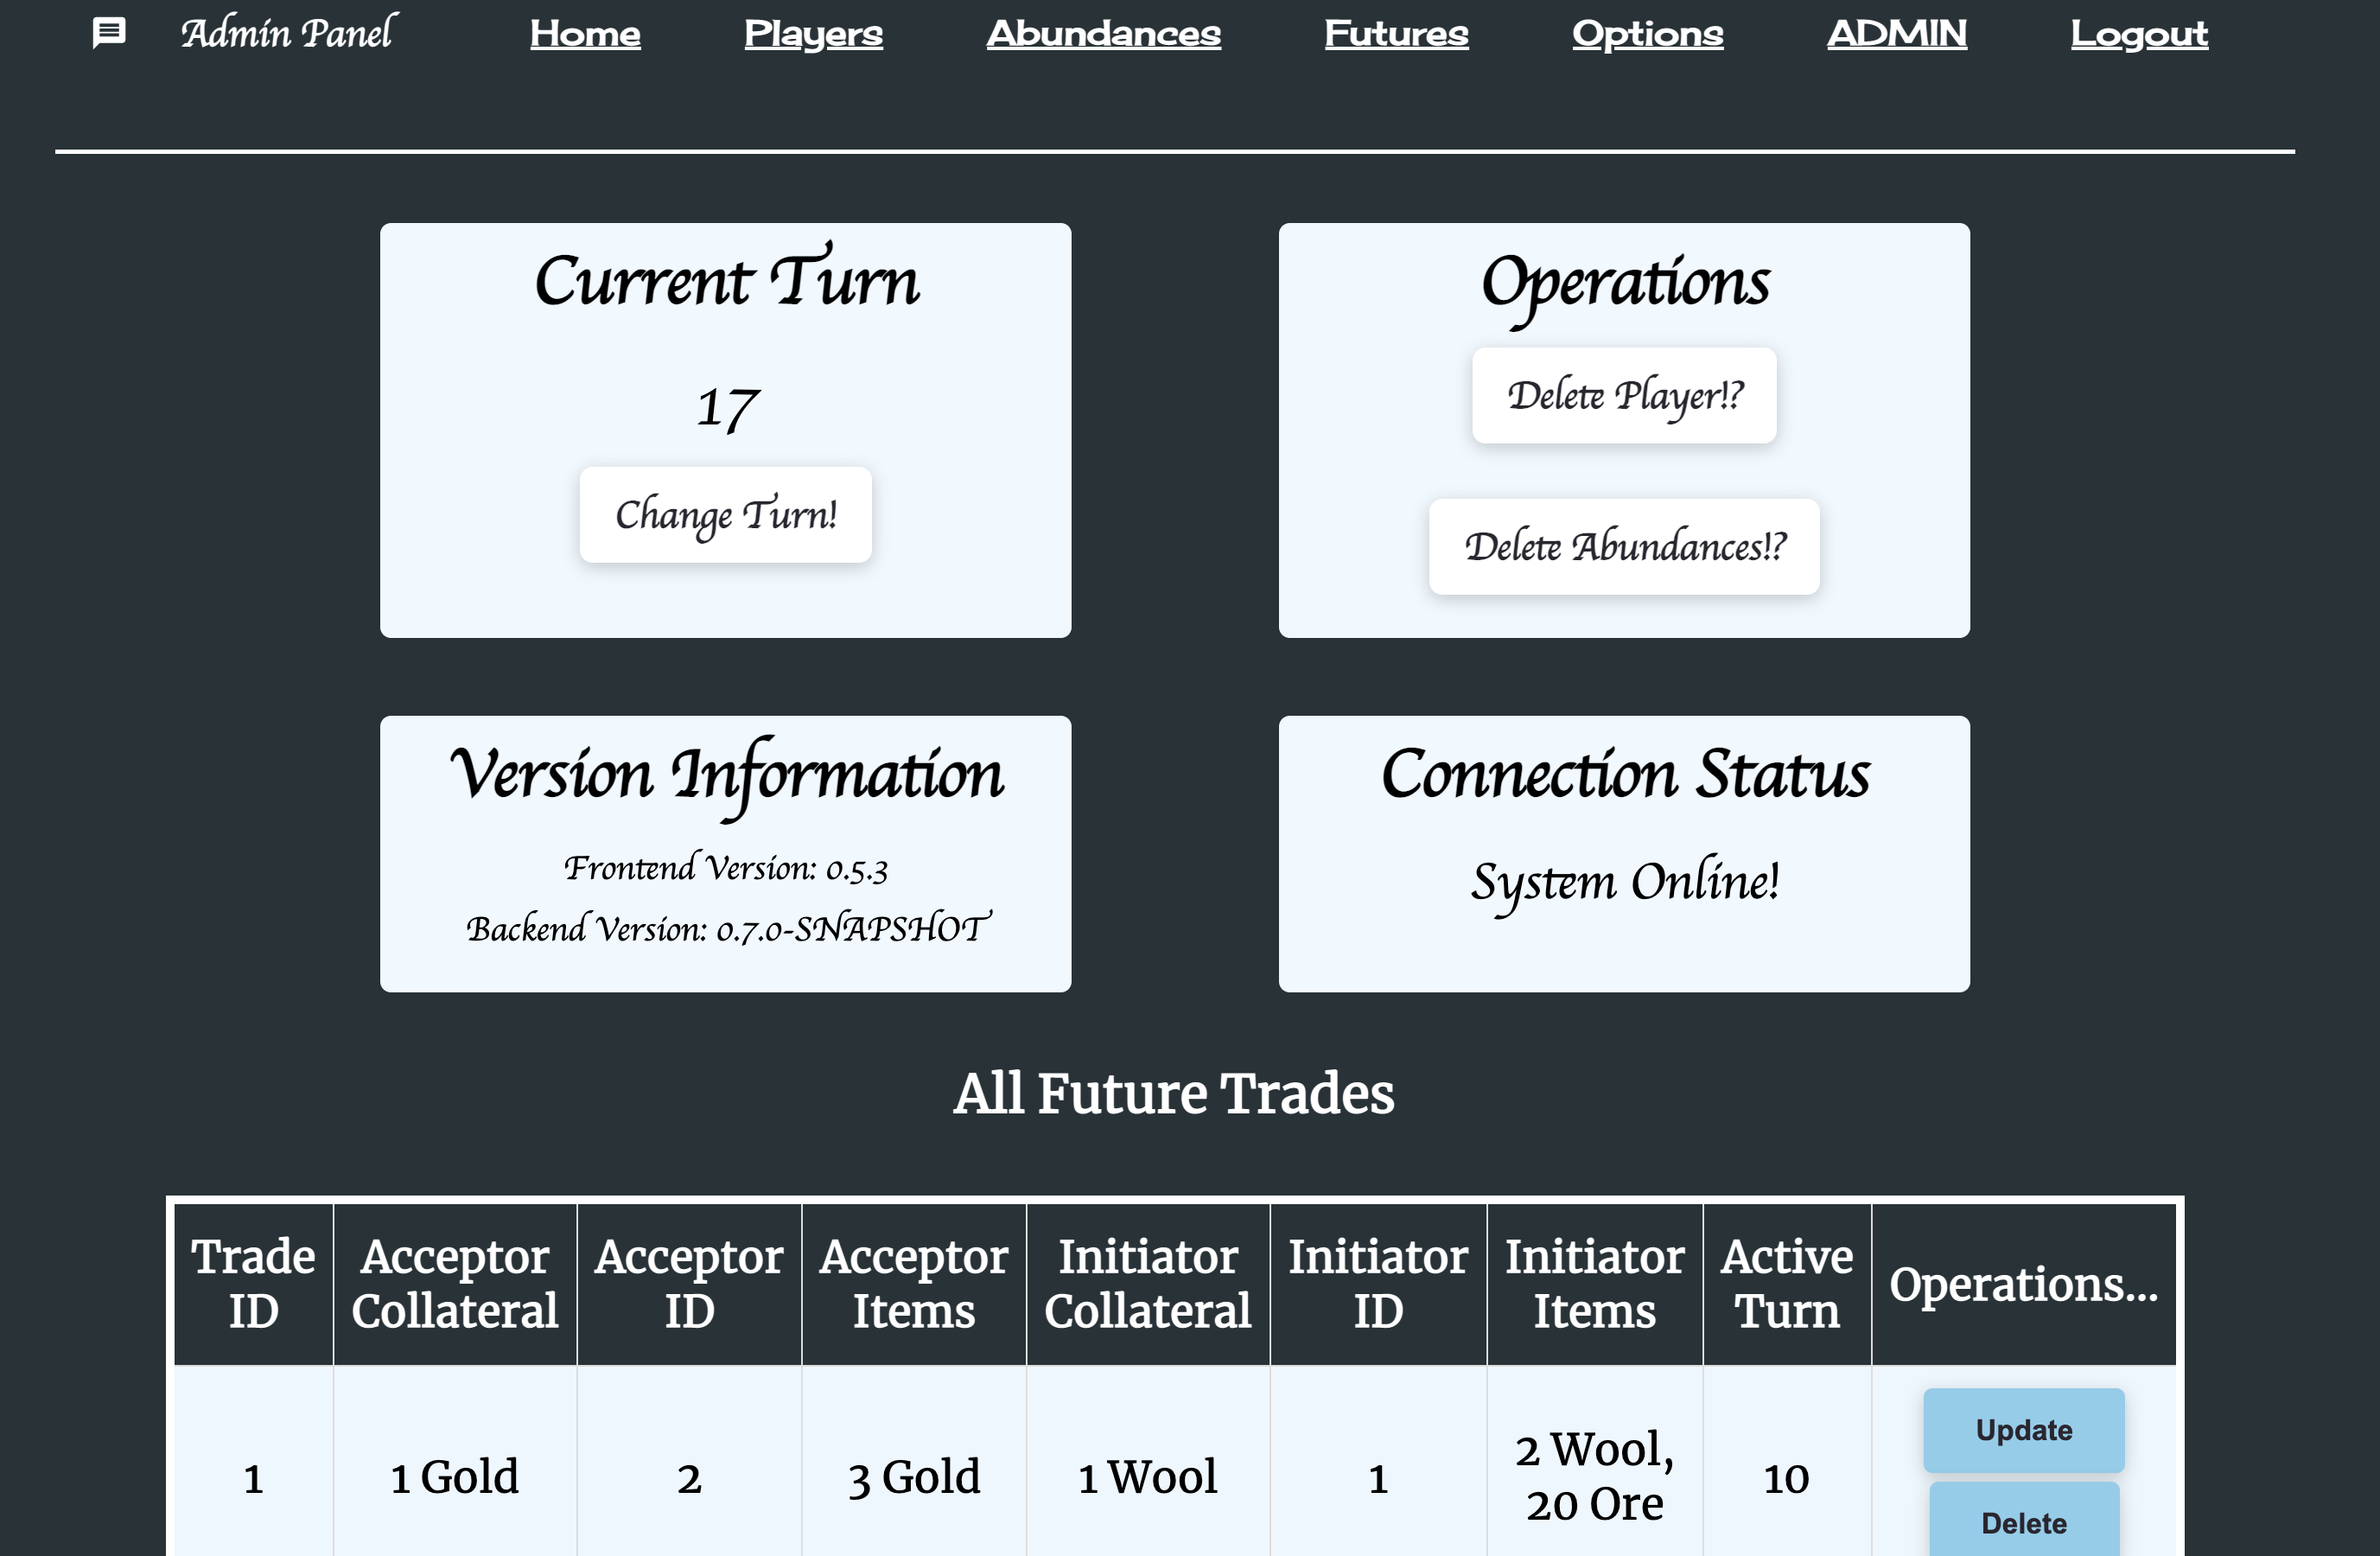 Admin Panel Home Players Abundances Futures Options ADMIN Logout
Current Turn
17
Change Turn!
Operations
Delete Player!?
Delete Abundances!?
Version Information
Frontend Version: 0.5.3
Backend Version: 0.7.0-SNAPSHOT
Connection Status
System Online!
All Future Trades
Trade ID
Acceptor Collateral
Acceptor ID
Acceptor Items
Initiator Collateral
Initiator ID
Initiator Items
Active Turn
Operations...
1
1 Gold
2
3 Gold
1 Wool
1
2 Wool,
20 Ore
10
Update
Delete